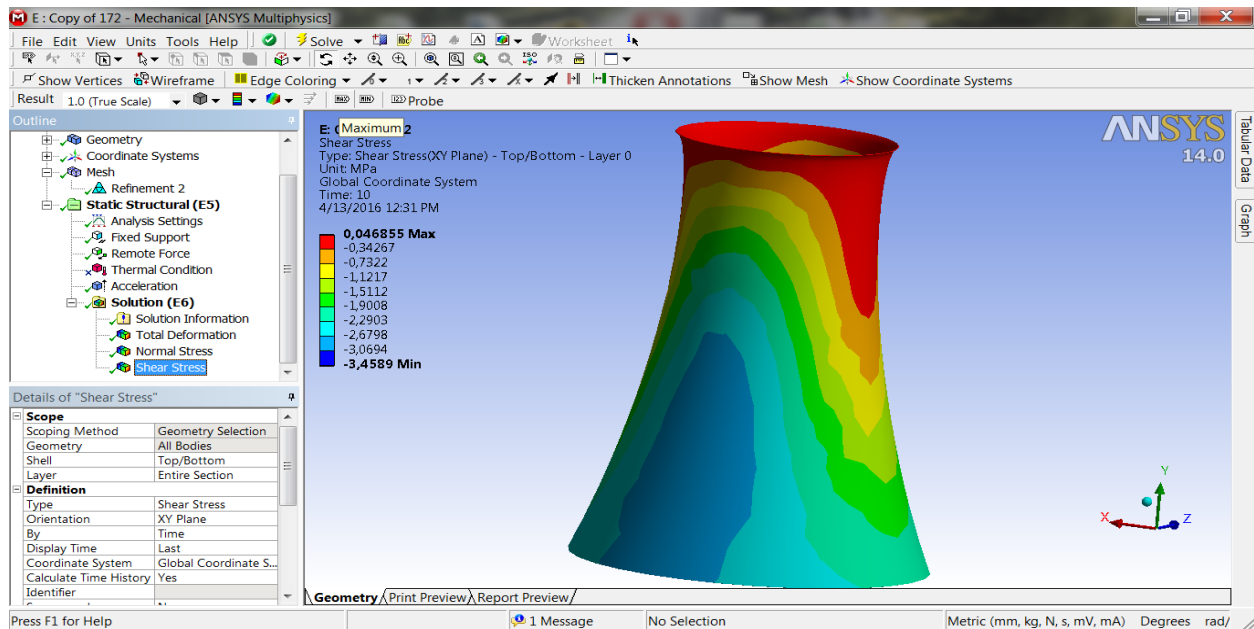 E : Copy of 172 - Mechanical [ANSYS Multiphysics]
File Edit View Units Tools Help Solve Worksheet
Show Vertices Wireframe Edge Coloring Thicken Annotations Show Mesh Show Coordinate Systems
Result 1.0 (True Scale) MAX MIN Probe
Outline
Geometry
Coordinate Systems
Mesh
Refinement 2
Static Structural (E5)
Analysis Settings
Fixed Support
Remote Force
Thermal Condition
Acceleration
Solution (E6)
Solution Information
Total Deformation
Normal Stress
Shear Stress
Details of "Shear Stress"
Scope
Scoping Method Geometry Selection
Geometry All Bodies
Shell Top/Bottom
Layer Entire Section
Definition
Type Shear Stress
Orientation XY Plane
By Time
Display Time Last
Coordinate System Global Coordinate S...
Calculate Time History Yes
Identifier
E: Maximum 2
Shear Stress
Type: Shear Stress(XY Plane) - Top/Bottom - Layer 0
Unit: MPa
Global Coordinate System
Time: 10
4/13/2016 12:31 PM
0,046855 Max
-0,34267
-0,7322
-1,1217
-1,5112
-1,9008
-2,2903
-2,6798
-3,0694
-3,4589 Min
ANSYS
14.0
Y
X
Z
Tabular Data
Graph
Geometry Print Preview Report Preview
Press F1 for Help 1 Message No Selection Metric (mm, kg, N, s, mV, mA) Degrees rad/